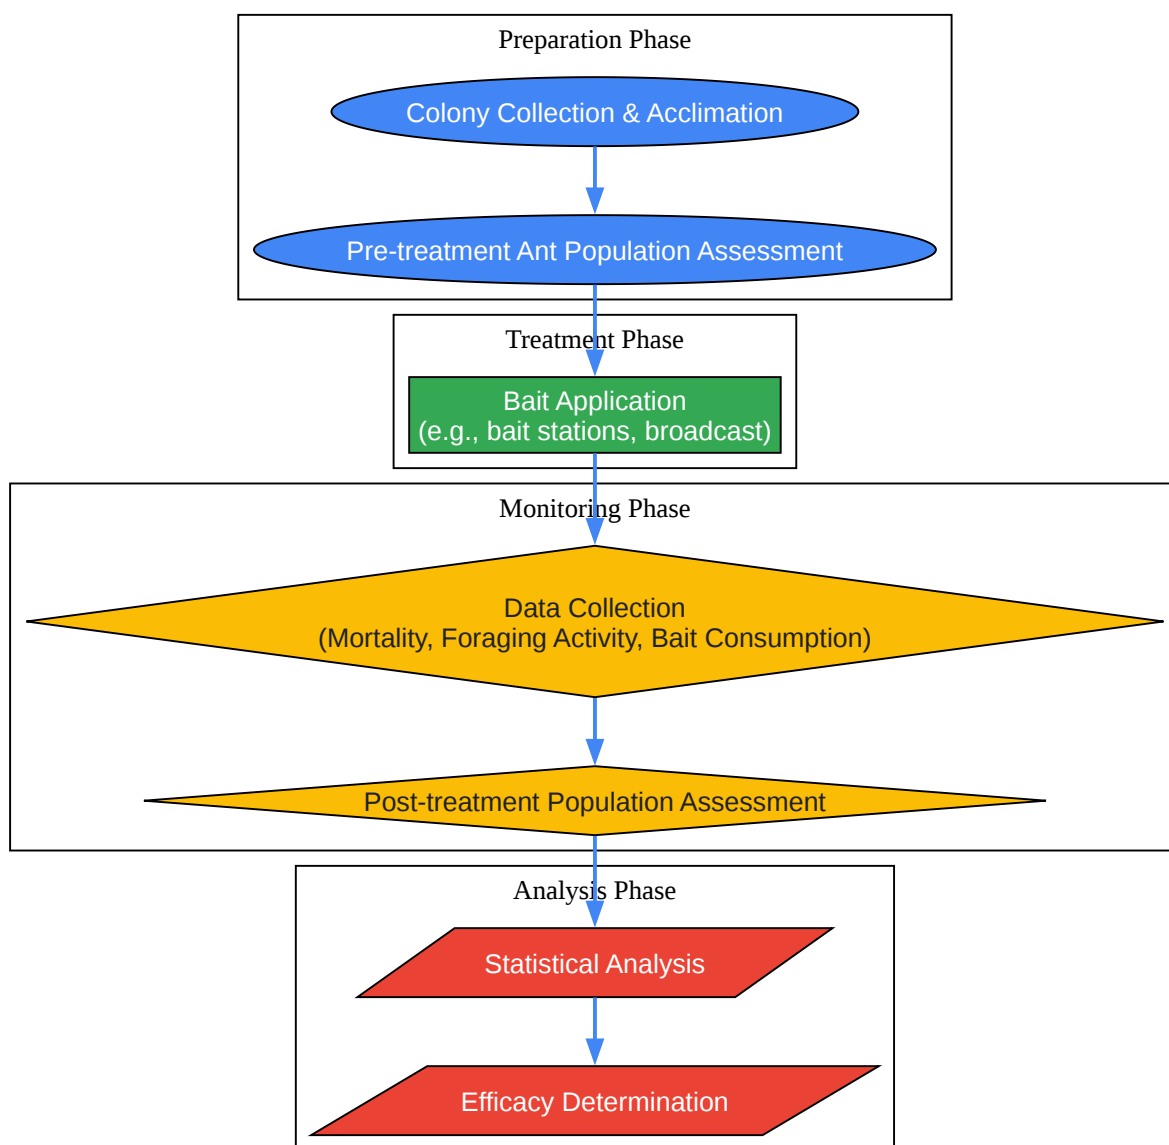 Preparation Phase
Colony Collection & Acclimation
Pre-treatment Ant Population Assessment
Treatment Phase
Bait Application
(e.g., bait stations, broadcast)
Monitoring Phase
Data Collection
(Mortality, Foraging Activity, Bait Consumption)
Post-treatment Population Assessment
Analysis Phase
Statistical Analysis
Efficacy Determination